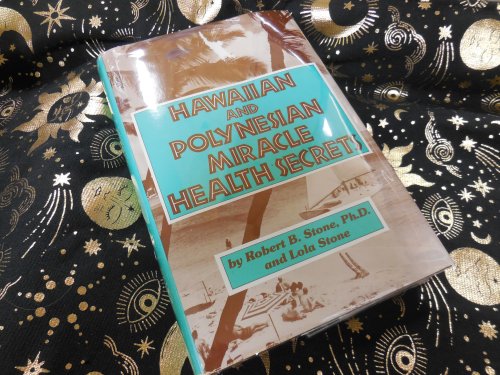 HAWAIIAN
AND
POLYNESIAN
MIRACLE
HEALTH SECRETS
by Robert B. Stone, Ph.D.
and Lola Stone